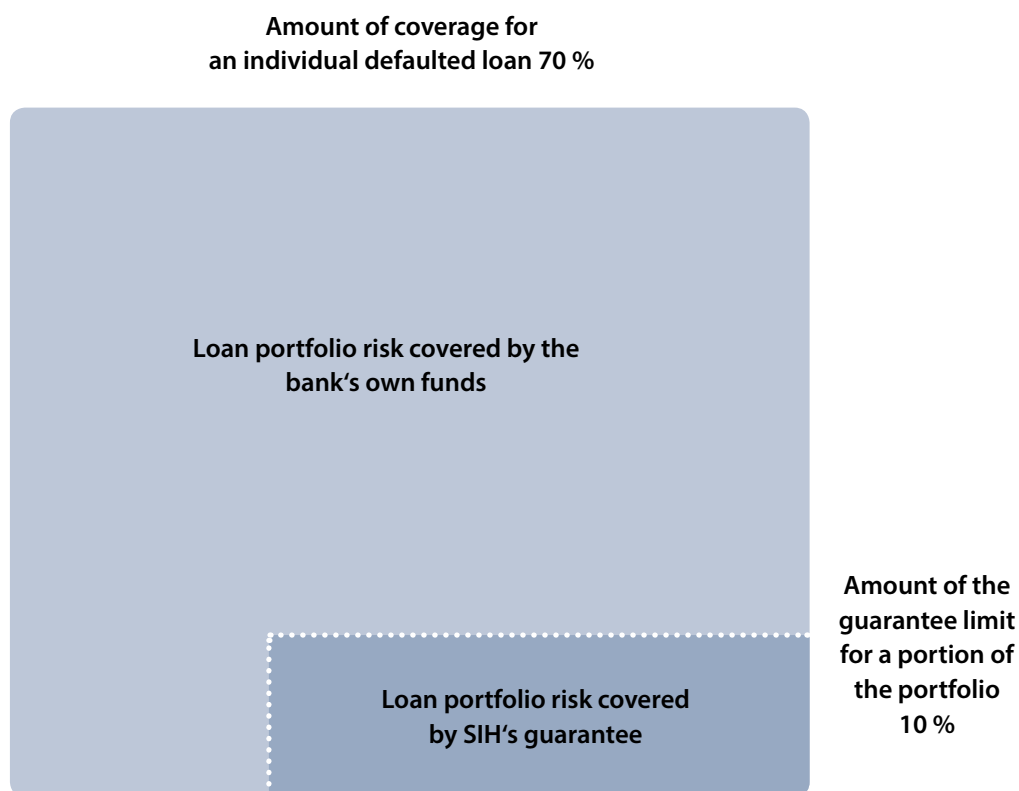 Amount of coverage for
an individual defaulted loan 70 %
Loan portfolio risk covered by the
bank‘s own funds
Amount of the
guarantee limit
for a portion of
the portfolio
10 %
Loan portfolio risk covered
by SIH‘s guarantee